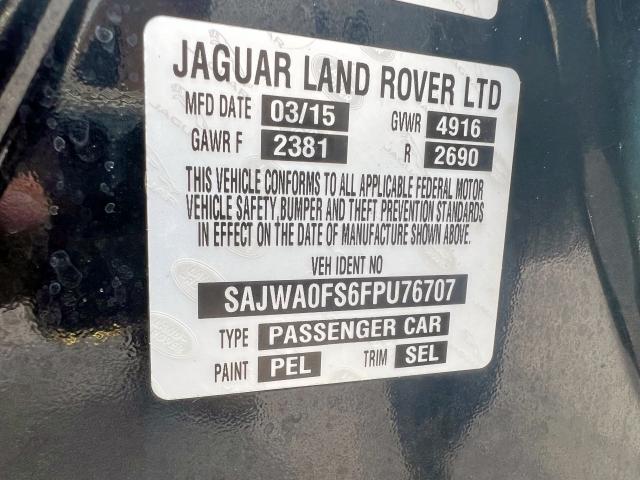 JAGUAR LAND ROVER LTD
MFD DATE 03/15 GVWR 4916
GAWR F 2381 R 2690
THIS VEHICLE CONFORMS TO ALL APPLICABLE FEDERAL MOTOR
VEHICLE SAFETY, BUMPER AND THEFT PREVENTION STANDARDS
IN EFFECT ON THE DATE OF MANUFACTURE SHOWN ABOVE.
VEH IDENT NO
SAJWA0FS6FPU76707
TYPE PASSENGER CAR
PAINT PEL TRIM SEL